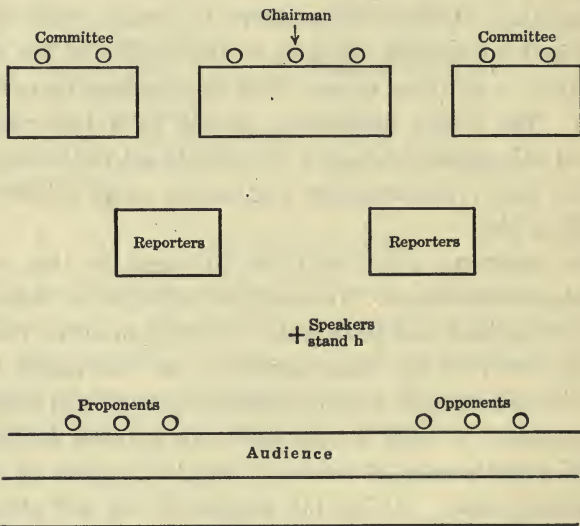 Chairman
Committee
Committee
Reporters
Reporters
Speakers
stand h
Proponents
Opponents
Audience